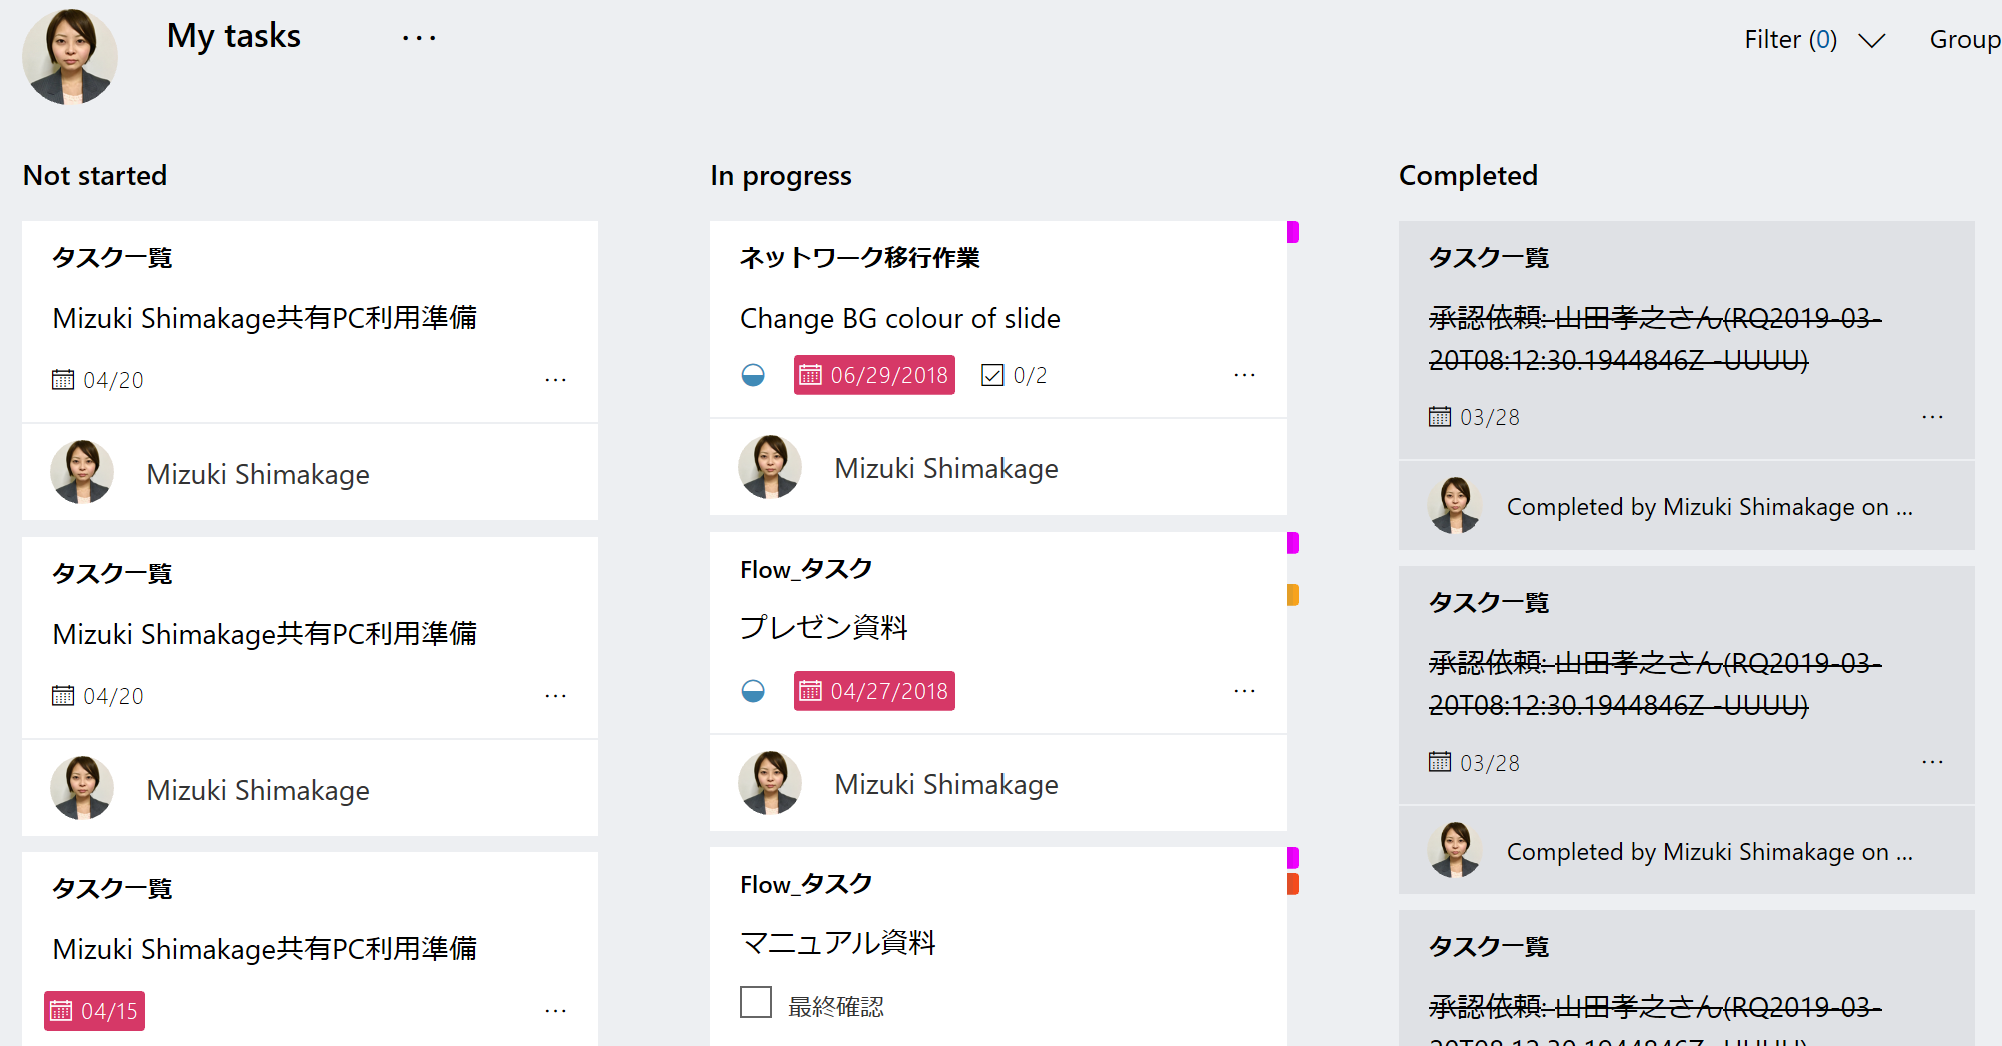 My tasks
...
Filter (0)
Group
Not started
タスク一覧
Mizuki Shimakage共有PC利用準備
04/20
...
Mizuki Shimakage
タスク一覧
Mizuki Shimakage共有PC利用準備
04/20
...
Mizuki Shimakage
タスク一覧
Mizuki Shimakage共有PC利用準備
04/15
...
In progress
ネットワーク移行作業
Change BG colour of slide
06/29/2018 0/2
...
Mizuki Shimakage
Flow_タスク
プレゼン資料
04/27/2018
...
Mizuki Shimakage
Flow_タスク
マニュアル資料
最終確認
Completed
タスク一覧
承認依頼: 山田孝之さん(RQ2019-03-
20T08:12:30.1944846Z -UUUU)
03/28
...
Completed by Mizuki Shimakage on ...
タスク一覧
承認依頼: 山田孝之さん(RQ2019-03-
20T08:12:30.1944846Z -UUUU)
03/28
...
Completed by Mizuki Shimakage on ...
タスク一覧
承認依頼: 山田孝之さん(RQ2019-03-
20T08:12:30.1944846Z -UUUU)